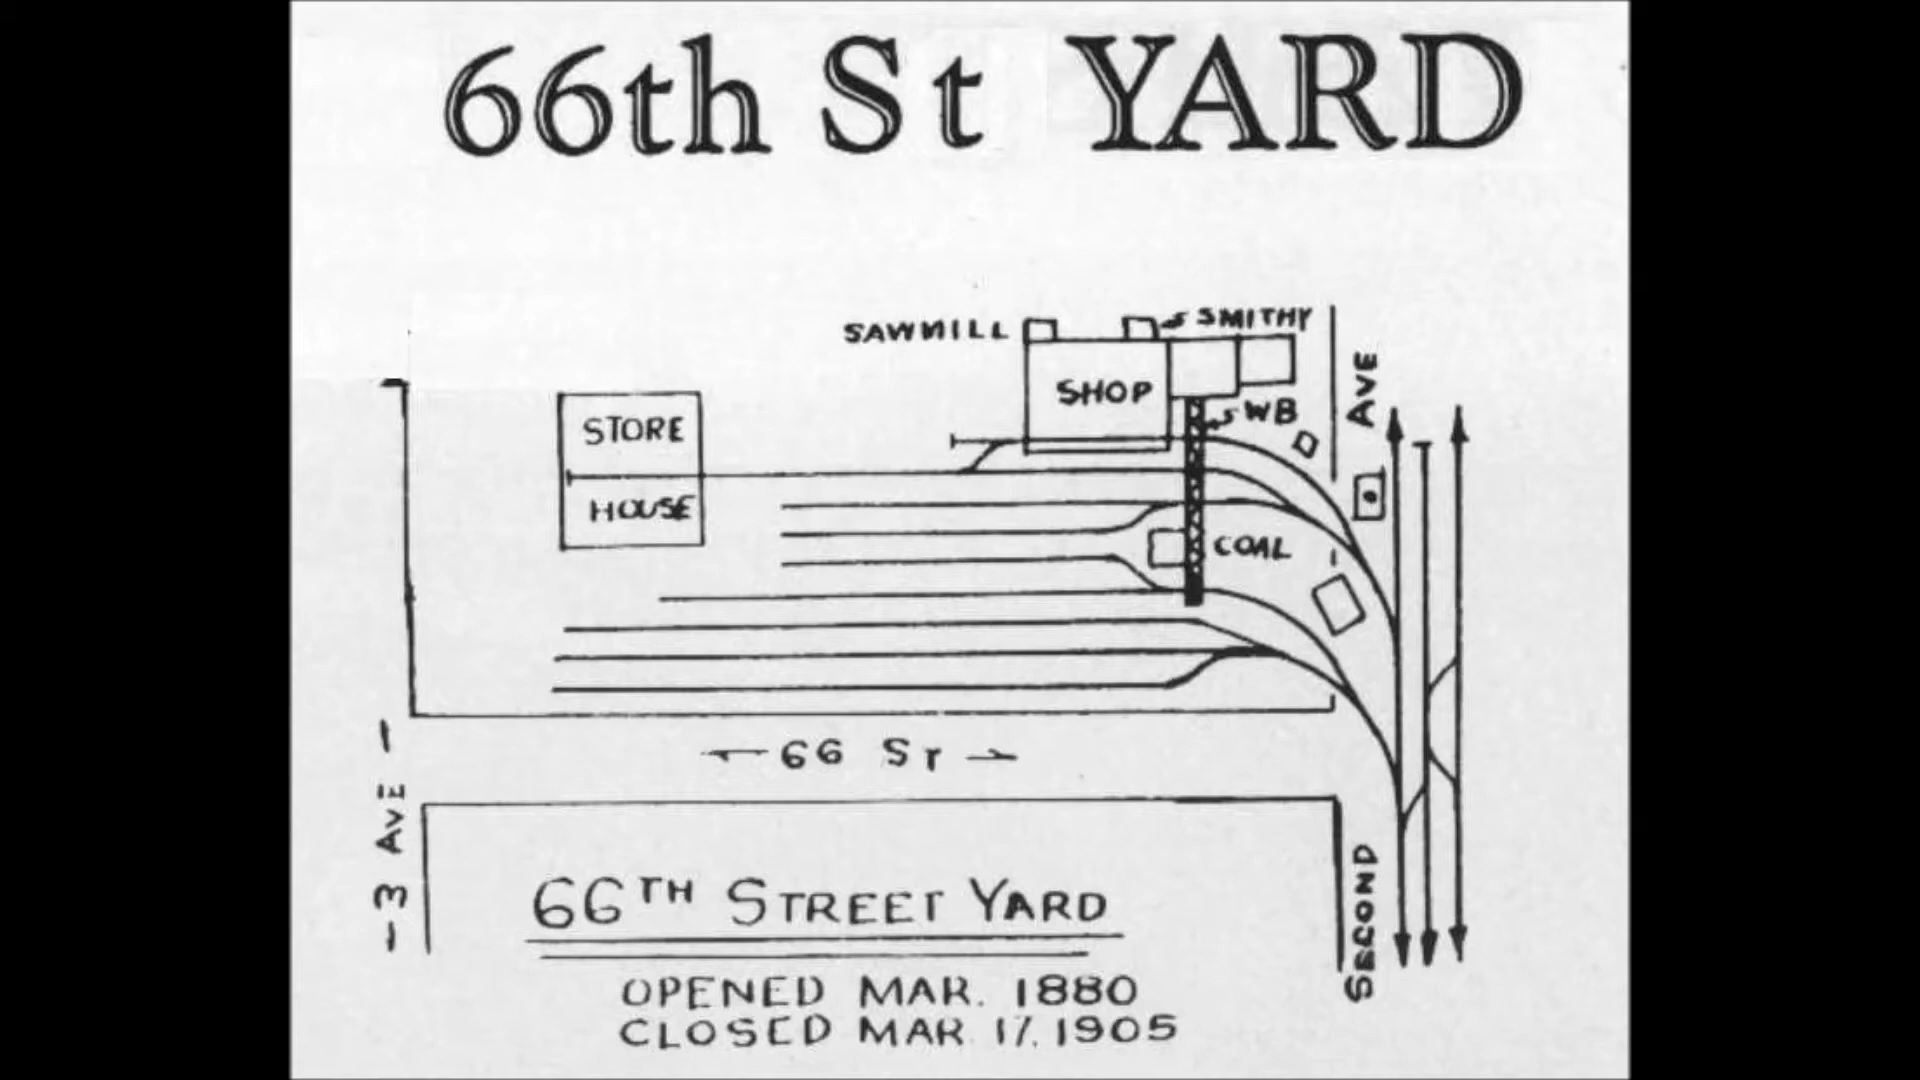 66th St YARD
SAWMILL
SMITHY
SHOP
WB
AVE
STORE
HOUSE
COAL
← 66 ST →
- 3 AVE -
SECOND
66TH STREET YARD
OPENED MAR. 1880
CLOSED MAR. 17, 1905